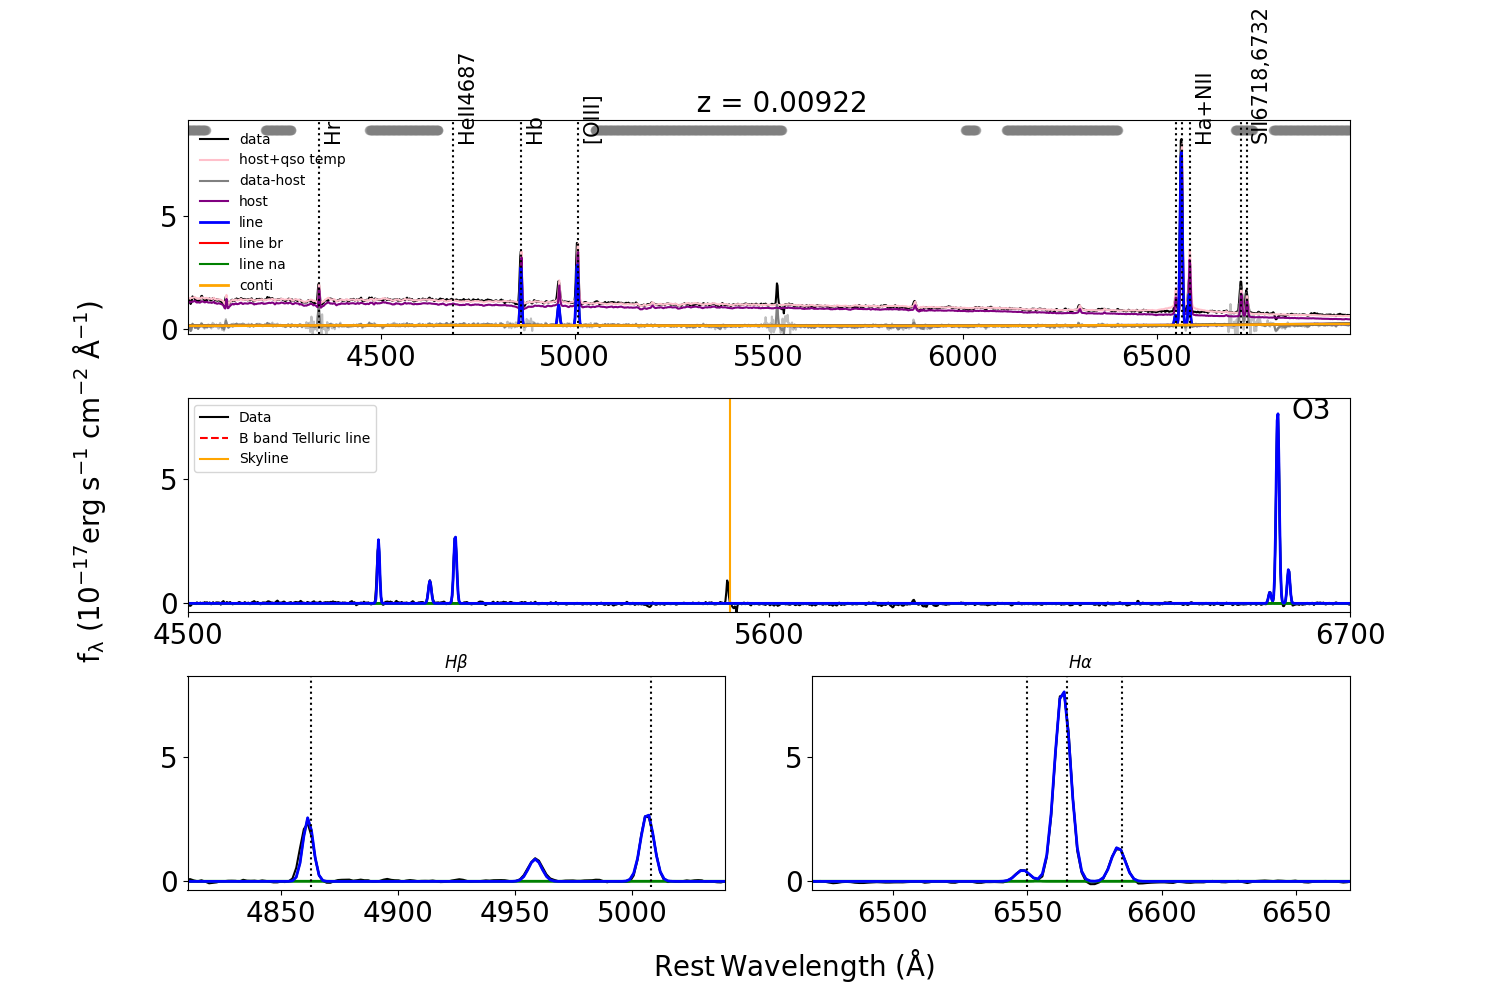 z = 0.00922
Hr
HeII4687
Hb
[OIII]
Ha+NII
SII6718,6732
data
host+qso temp
data-host
host
line
line br
line na
conti
5
0
4500 5000 5500 6000 6500
fλ (10⁻¹⁷erg s⁻¹ cm⁻² Å⁻¹)
Data
B band Telluric line
Skyline
O3
5
0
4500 5600 6700
Hβ
5
0
4850 4900 4950 5000
Hα
5
0
6500 6550 6600 6650
Rest Wavelength (Å)